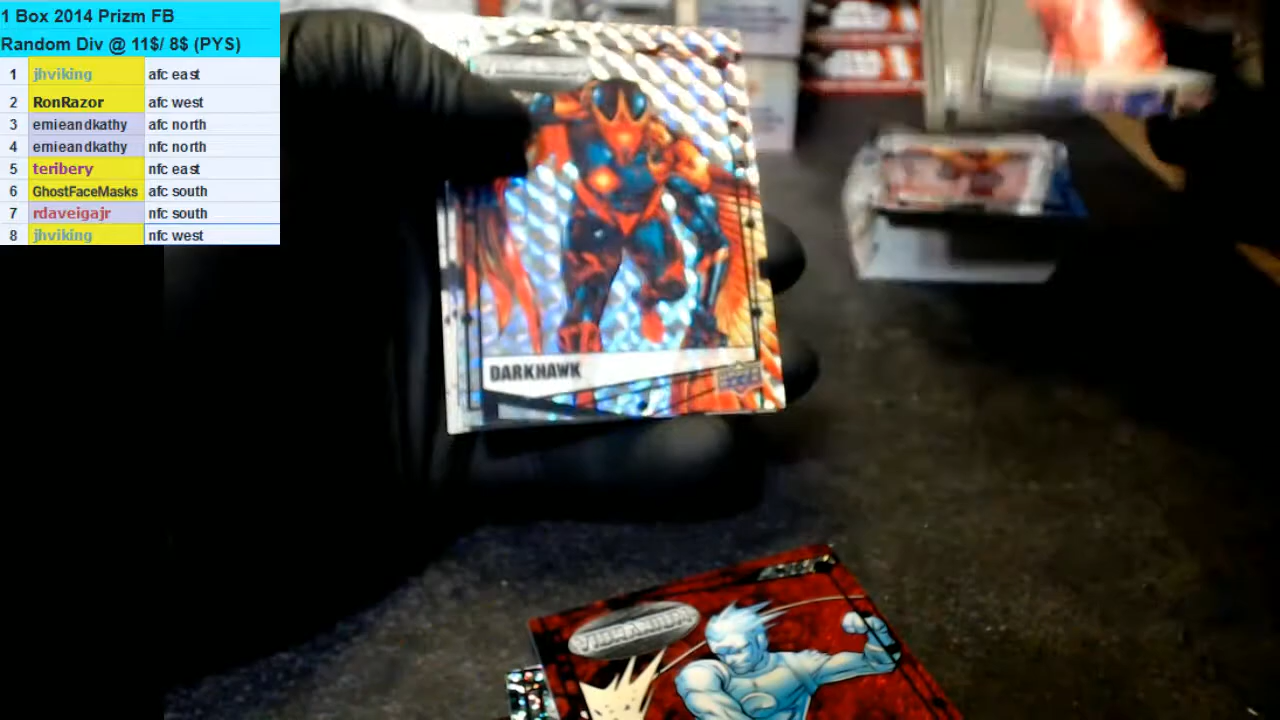 1 Box 2014 Prizm FB
Random Div @ 11$/ 8$ (PYS)
1 jhviking afc east
2 RonRazor afc west
3 emieandkathy afc north
4 emieandkathy nfc north
5 teribery nfc east
6 GhostFaceMasks afc south
7 rdaveigajr nfc south
8 jhviking nfc west
DARKHAWK
VIBRANIUM